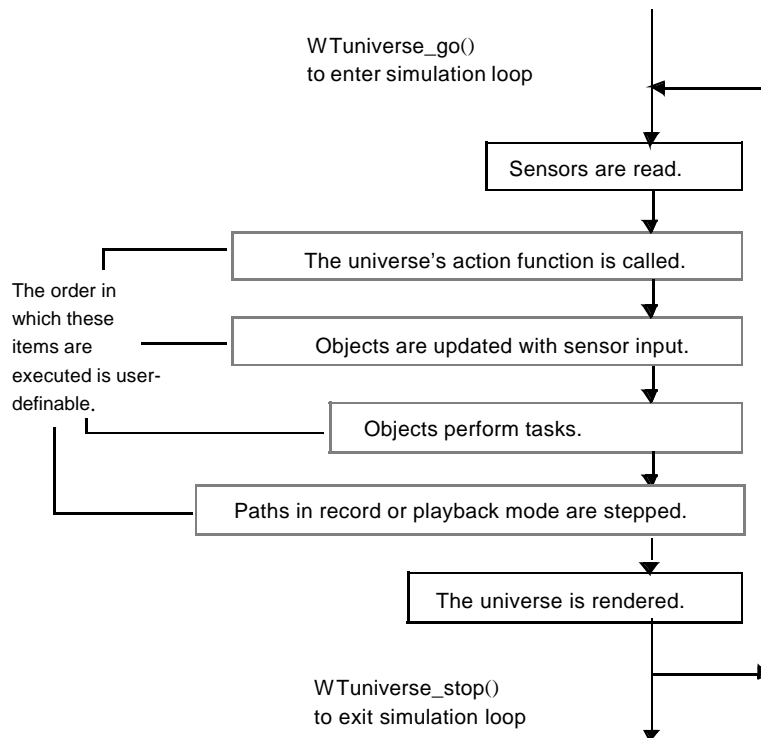 WTuniverse_go()
to enter simulation loop
Sensors are read.
The universe's action function is called.
The order in
which these
items are
executed is user-
definable.
Objects are updated with sensor input.
Objects perform tasks.
Paths in record or playback mode are stepped.
The universe is rendered.
WTuniverse_stop()
to exit simulation loop